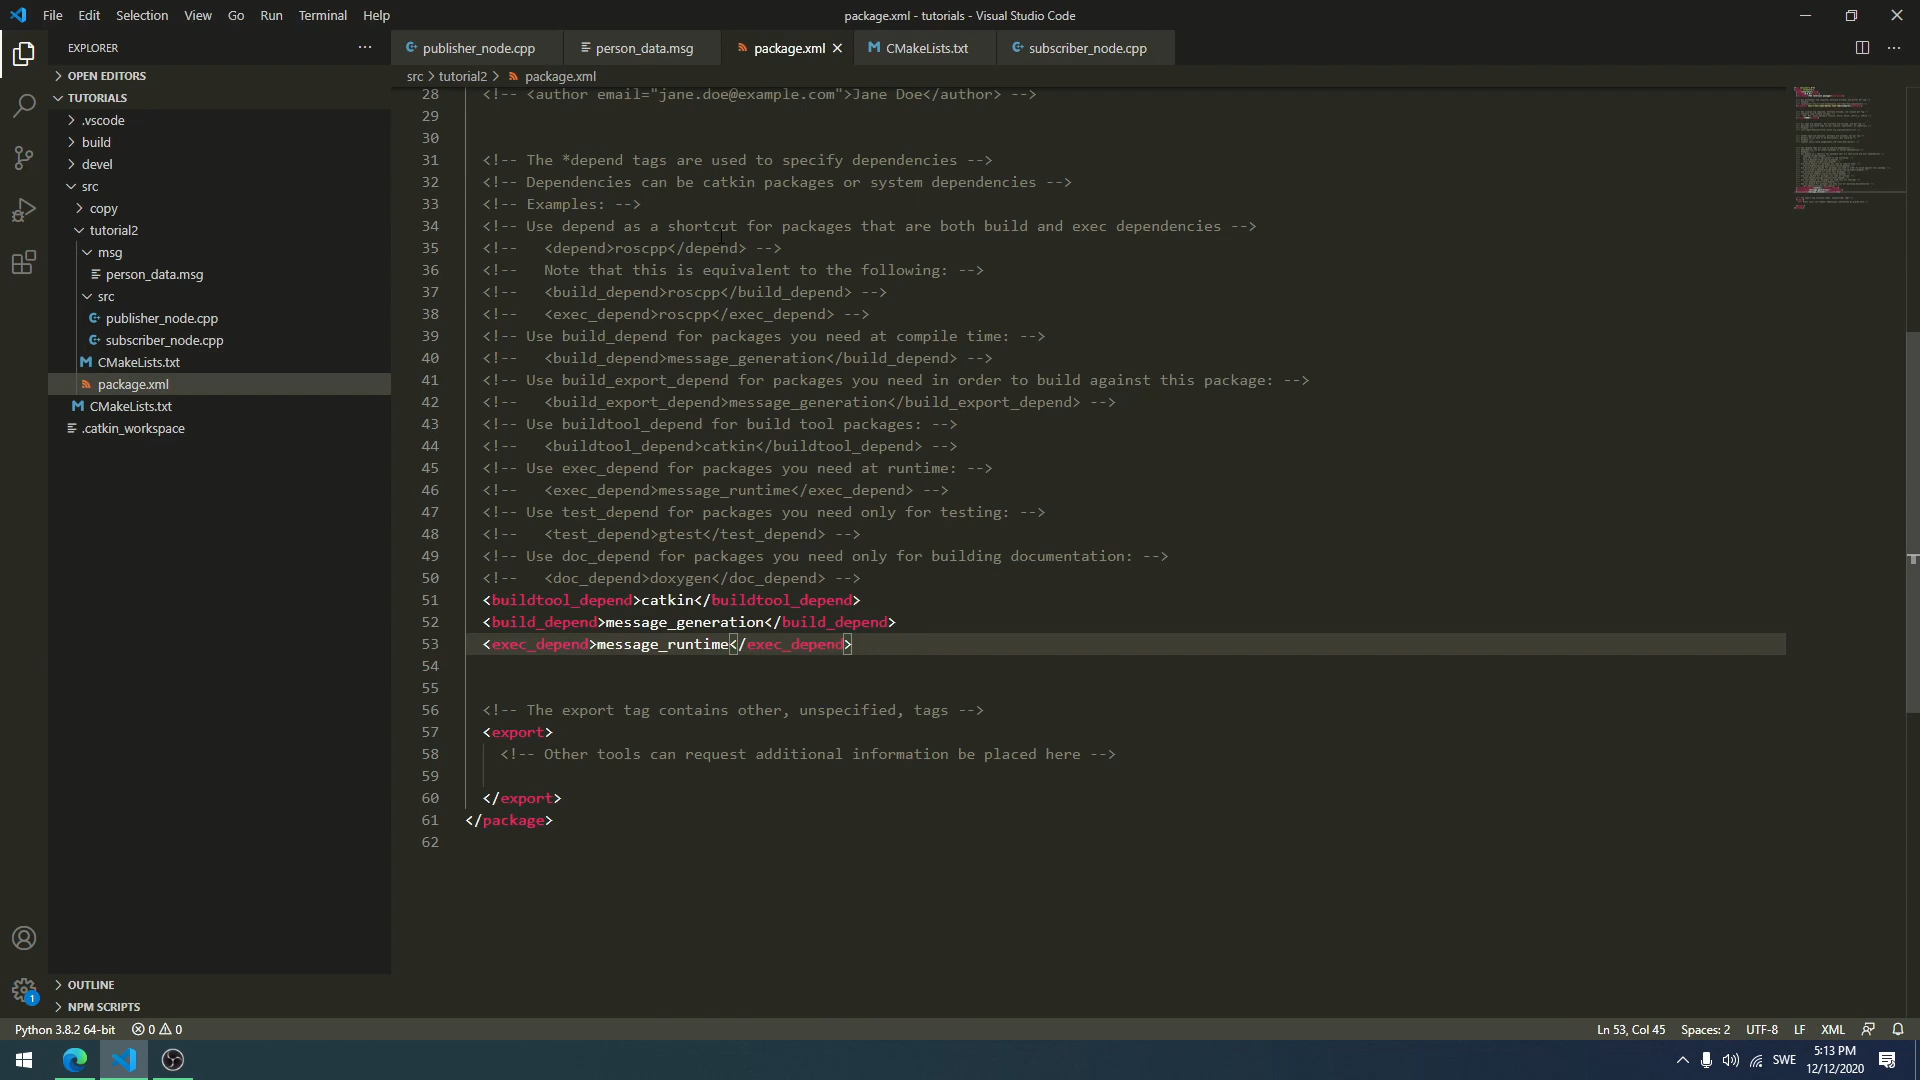 File Edit Selection View Go Run Terminal Help
package.xml - tutorials - Visual Studio Code
EXPLORER
OPEN EDITORS
TUTORIALS
.vscode
build
devel
src
copy
tutorial2
msg
person_data.msg
src
publisher_node.cpp
subscriber_node.cpp
CMakeLists.txt
package.xml
CMakeLists.txt
.catkin_workspace
OUTLINE
NPM SCRIPTS
publisher_node.cpp person_data.msg package.xml CMakeLists.txt subscriber_node.cpp
src > tutorial2 > package.xml
28 <!-- <author email="jane.doe@example.com">Jane Doe</author> -->
29
30
31 <!-- The *depend tags are used to specify dependencies -->
32 <!-- Dependencies can be catkin packages or system dependencies -->
33 <!-- Examples: -->
34 <!-- Use depend as a shortcut for packages that are both build and exec dependencies -->
35 <!--   <depend>roscpp</depend> -->
36 <!--   Note that this is equivalent to the following: -->
37 <!--   <build_depend>roscpp</build_depend> -->
38 <!--   <exec_depend>roscpp</exec_depend> -->
39 <!-- Use build_depend for packages you need at compile time: -->
40 <!--   <build_depend>message_generation</build_depend> -->
41 <!-- Use build_export_depend for packages you need in order to build against this package: -->
42 <!--   <build_export_depend>message_generation</build_export_depend> -->
43 <!-- Use buildtool_depend for build tool packages: -->
44 <!--   <buildtool_depend>catkin</buildtool_depend> -->
45 <!-- Use exec_depend for packages you need at runtime: -->
46 <!--   <exec_depend>message_runtime</exec_depend> -->
47 <!-- Use test_depend for packages you need only for testing: -->
48 <!--   <test_depend>gtest</test_depend> -->
49 <!-- Use doc_depend for packages you need only for building documentation: -->
50 <!--   <doc_depend>doxygen</doc_depend> -->
51 <buildtool_depend>catkin</buildtool_depend>
52 <build_depend>message_generation</build_depend>
53 <exec_depend>message_runtime</exec_depend>
54
55
56 <!-- The export tag contains other, unspecified, tags -->
57 <export>
58 <!-- Other tools can request additional information be placed here -->
59
60 </export>
61 </package>
62
1
Python 3.8.2 64-bit 0 0 Ln 53, Col 45 Spaces: 2 UTF-8 LF XML
SWE 5:13 PM
12/12/2020